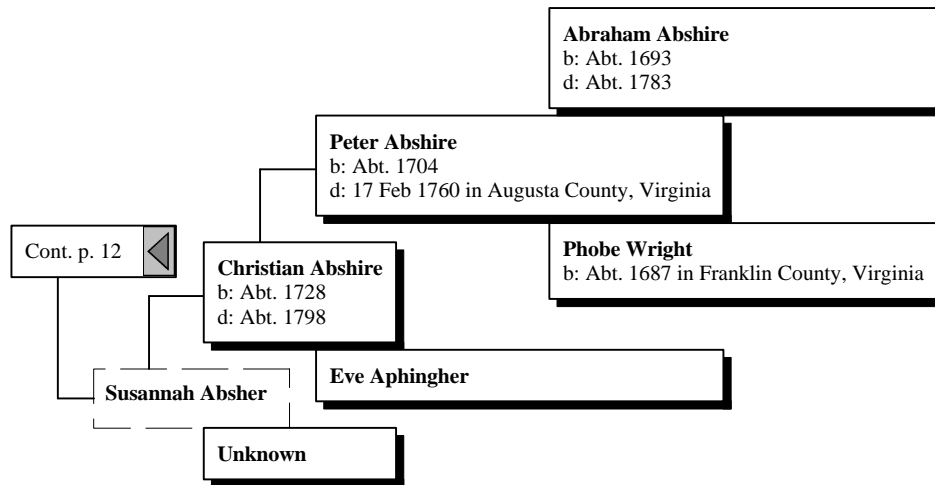 Abraham Abshire
b: Abt. 1693
d: Abt. 1783
Peter Abshire
b: Abt. 1704
d: 17 Feb 1760 in Augusta County, Virginia
Phobe Wright
b: Abt. 1687 in Franklin County, Virginia
Cont. p. 12
Christian Abshire
b: Abt. 1728
d: Abt. 1798
Eve Aphingher
Susannah Absher
Unknown